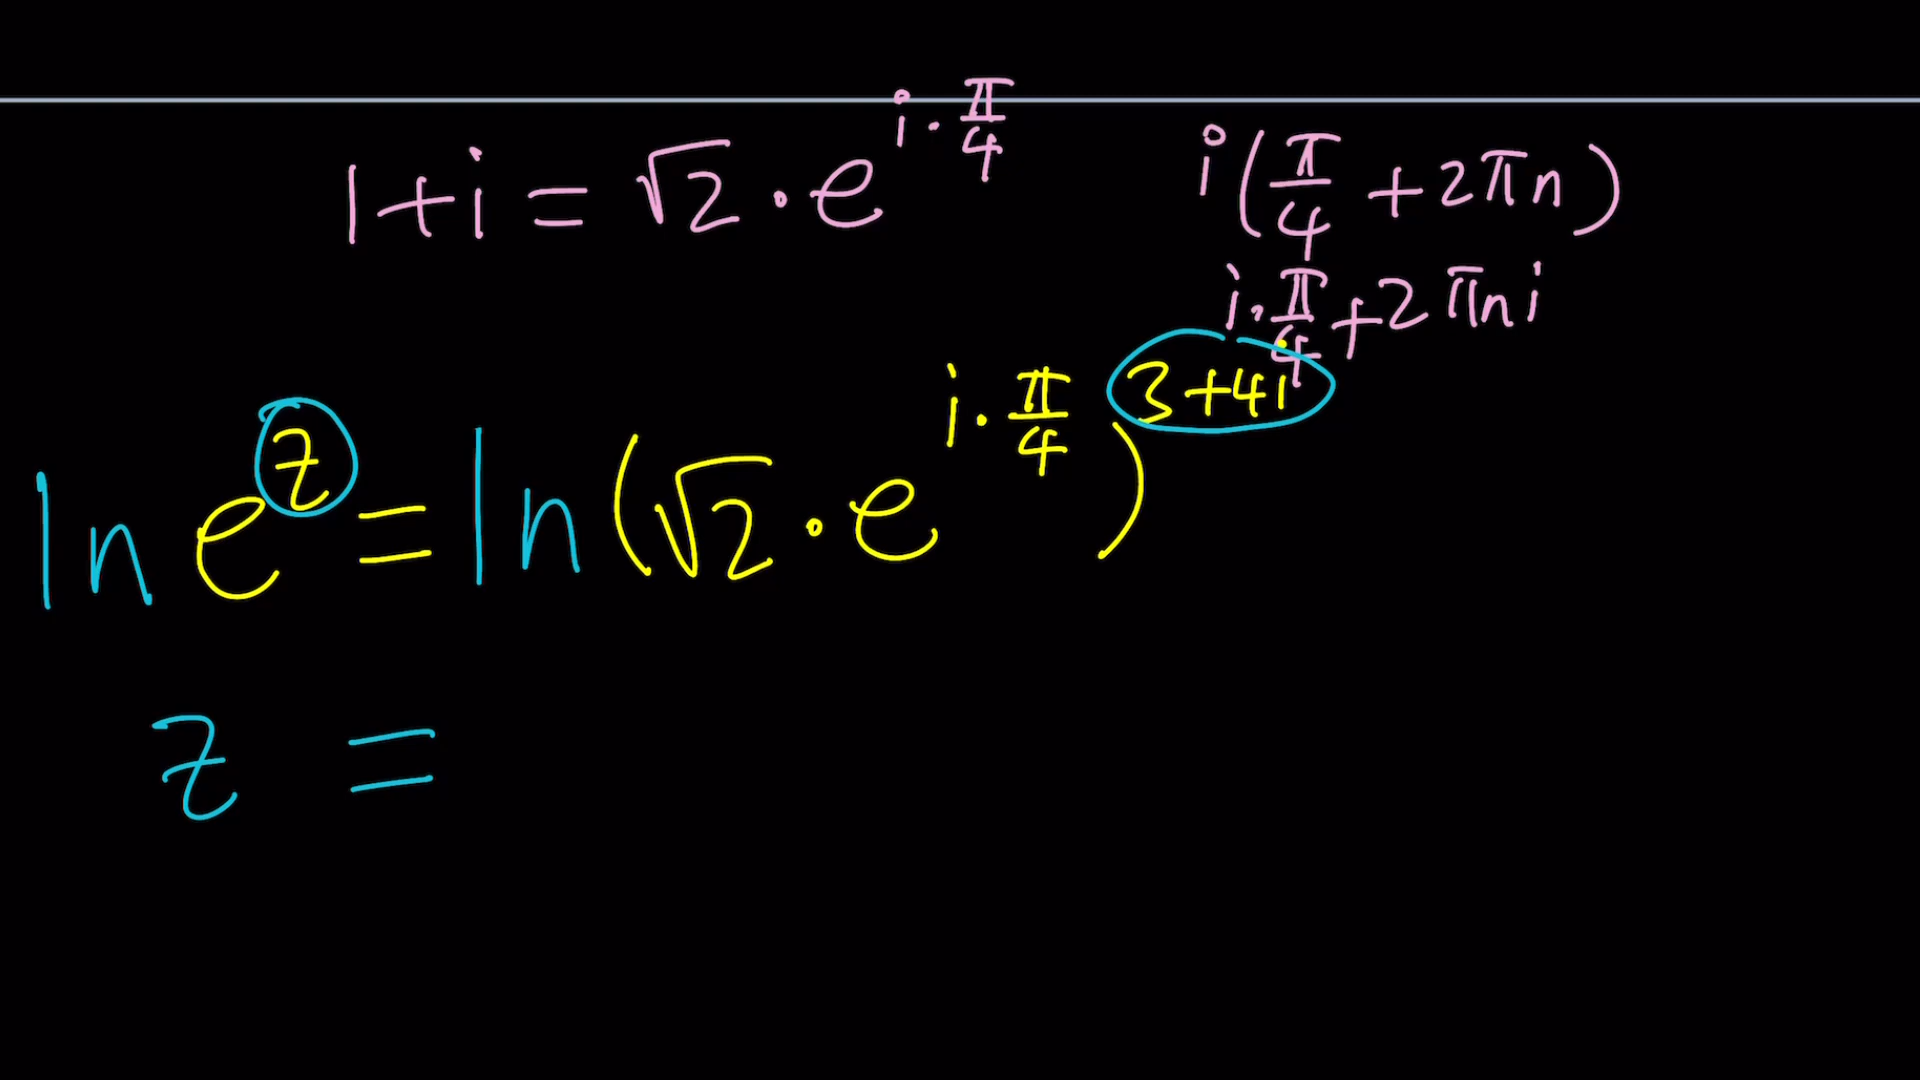 1+i = √2 · e^(i · π/4)
i(π/4 + 2πn)
i · π/4 + 2πni
ln e^z = ln(√2 · e^(i · π/4))^(3+4i)
z =